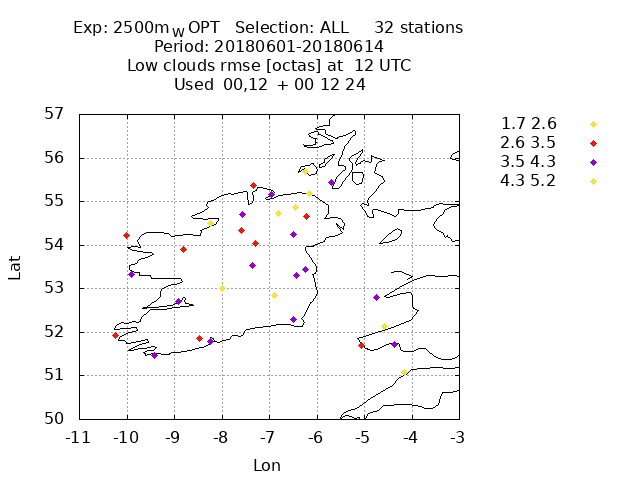 Exp: 2500m_W OPT Selection: ALL 32 stations
Period: 20180601-20180614
Low clouds rmse [octas] at 12 UTC
Used 00,12 + 00 12 24
57
56
55
54
53
52
51
50
-11 -10 -9 -8 -7 -6 -5 -4 -3
Lat
Lon
1.7 2.6
2.6 3.5
3.5 4.3
4.3 5.2